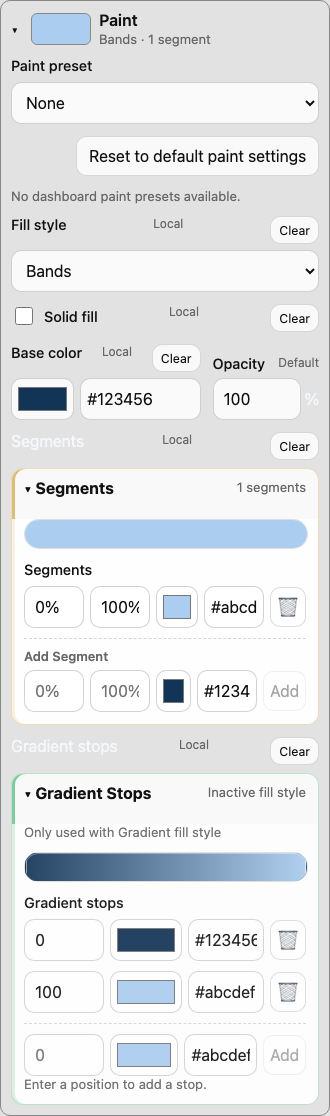 Paint
Bands · 1 segment
Paint preset
None
Reset to default paint settings
No dashboard paint presets available.
Fill style Local Clear
Bands
Solid fill Local Clear
Base color Local Clear Opacity Default
#123456 100 %
Segments Local Clear
Segments 1 segments
Segments
0% 100% #abcd
Add Segment
0% 100% #1234 Add
Gradient stops Local Clear
Gradient Stops Inactive fill style
Only used with Gradient fill style
Gradient stops
0 #123456
100 #abcdef
0 #abcdef Add
Enter a position to add a stop.